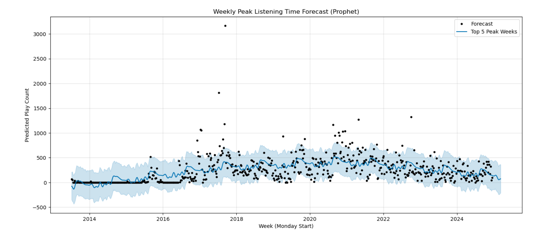 Weekly Peak Listening Time Forecast (Prophet)
Forecast
Top 5 Peak Weeks
Predicted Play Count
3000
2500
2000
1500
1000
500
0
−500
2014
2016
2018
2020
2022
2024
Week (Monday Start)